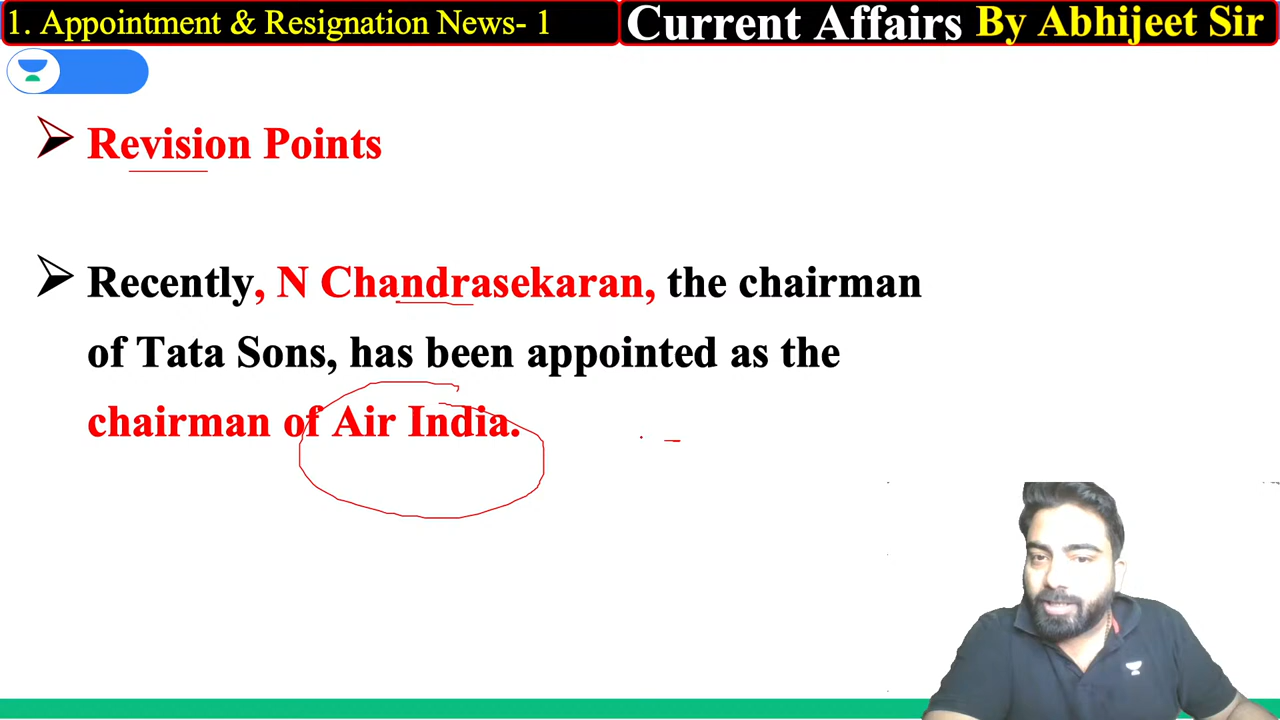 1. Appointment & Resignation News- 1
Current Affairs By Abhijeet Sir
Revision Points
Recently, N Chandrasekaran, the chairman
of Tata Sons, has been appointed as the
chairman of Air India.